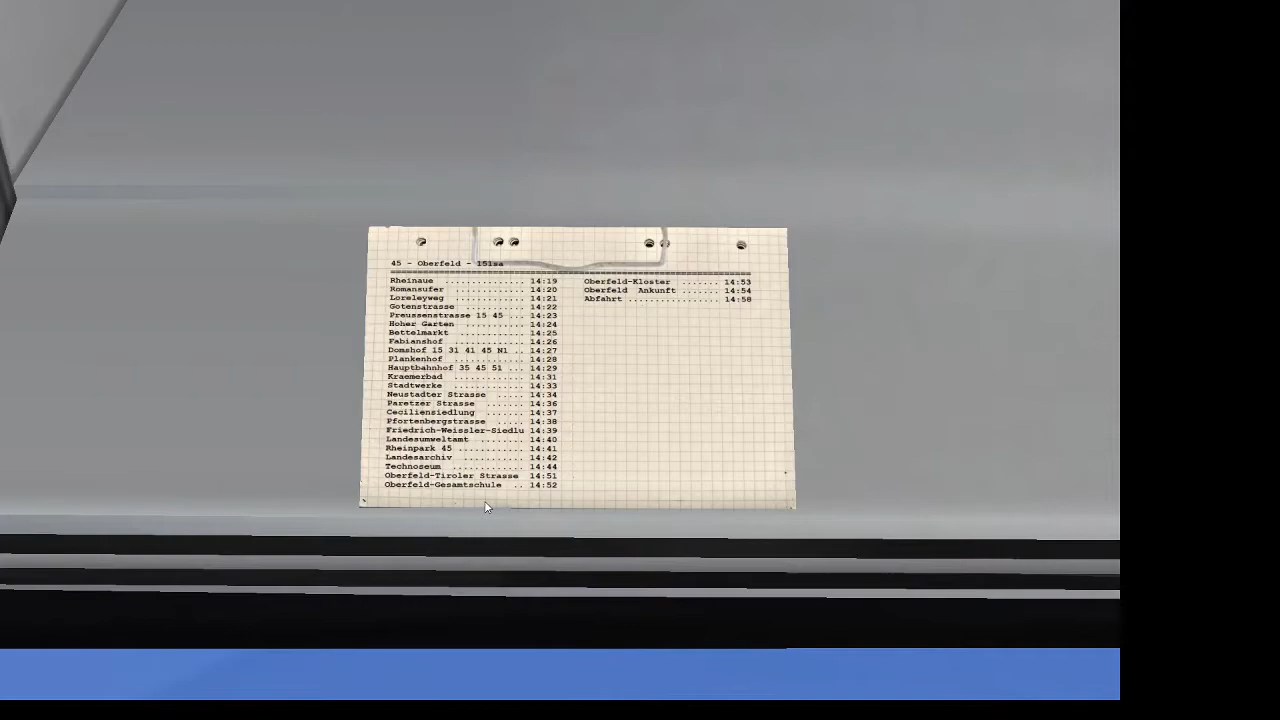 45 - Oberfeld - 151sa
Rheinaue ............. 14:19
Romansufer ........... 14:20
Loreleyweg ........... 14:21
Gotenstrasse ......... 14:22
Preussenstrasse 15 45 ... 14:23
Hoher Garten .......... 14:24
Bettelmarkt .......... 14:25
Fabianshof ........... 14:26
Domshof 15 31 41 45 N1 .. 14:27
Plankenhof ........... 14:28
Hauptbahnhof 35 45 51 ... 14:29
Kraemerbad ........... 14:31
Stadtwerke ........... 14:33
Neustadter Strasse ..... 14:34
Paretzer Strasse ...... 14:36
Ceciliensiedlung ...... 14:37
Pfortenbergstrasse ..... 14:38
Friedrich-Weissler-Siedlu 14:39
Landesumweltamt ....... 14:40
Rheinpark 45 .......... 14:41
Landesarchiv ........... 14:42
Technoseum ........... 14:44
Oberfeld-Tiroler Strasse 14:51
Oberfeld-Gesamtschule .. 14:52
Oberfeld-Kloster ...... 14:53
Oberfeld Ankunft ...... 14:54
Abfahrt ............... 14:58